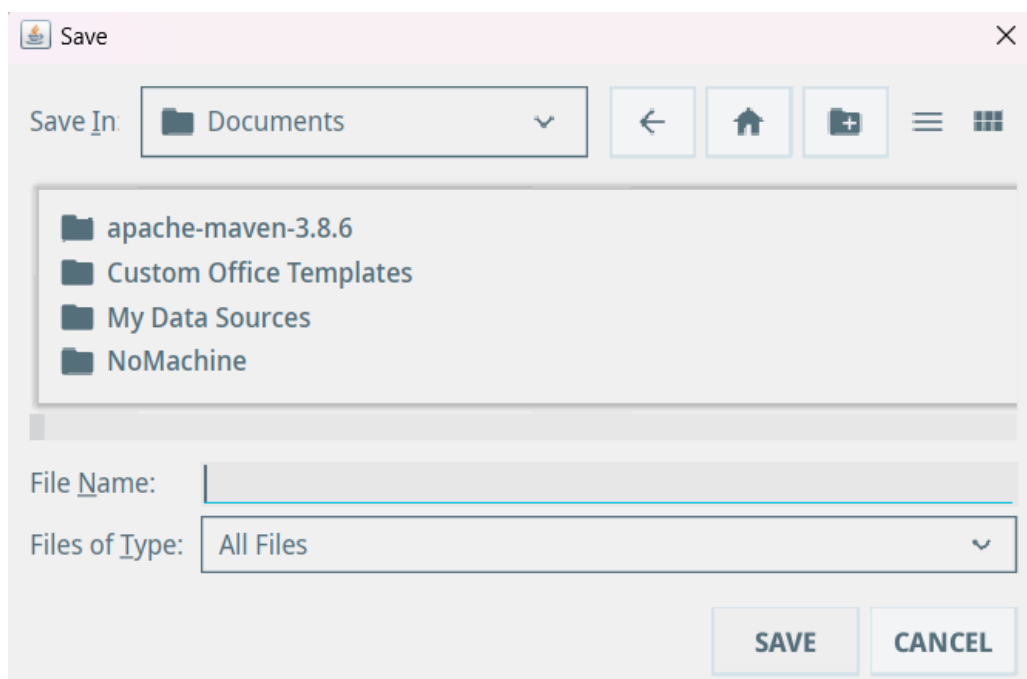 Save
Save In: Documents
apache-maven-3.8.6
Custom Office Templates
My Data Sources
NoMachine
File Name:
Files of Type: All Files
SAVE CANCEL